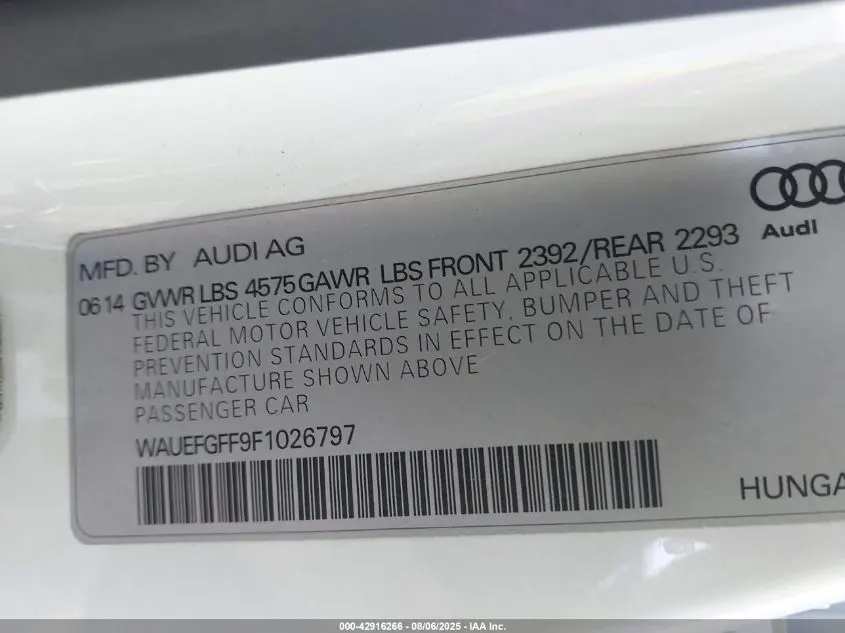 Audi
MFD. BY AUDI AG
0614 GVWR LBS 4575 GAWR LBS FRONT 2392/REAR 2293
THIS VEHICLE CONFORMS TO ALL APPLICABLE U.S.
FEDERAL MOTOR VEHICLE SAFETY, BUMPER AND THEFT
PREVENTION STANDARDS IN EFFECT ON THE DATE OF
MANUFACTURE SHOWN ABOVE
PASSENGER CAR
WAUEFGFF9F1026797
HUNGA
000-42916266 - 08/06/2025 - IAA Inc.